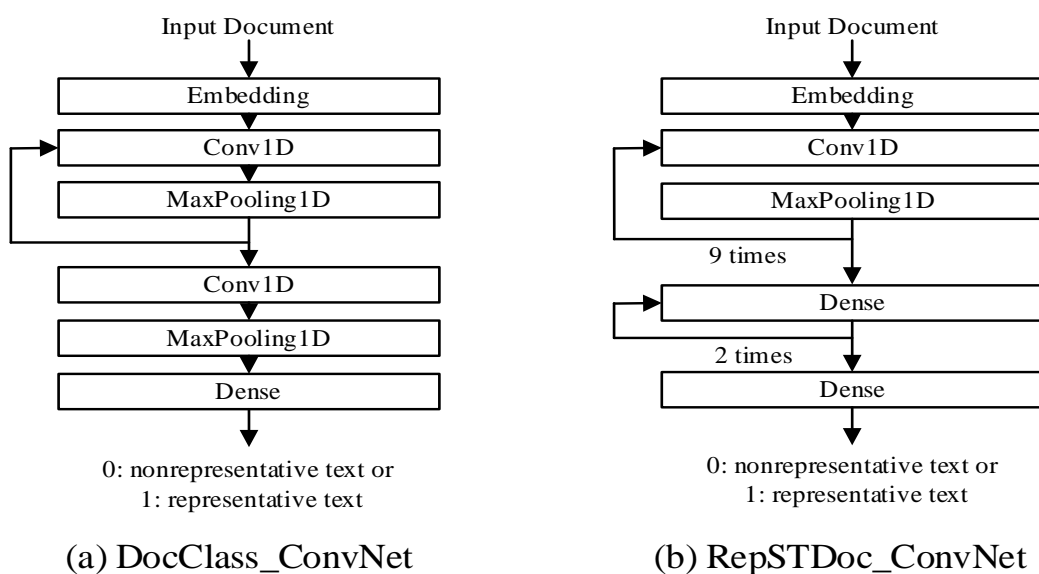 Input Document
Embedding
Conv1D
MaxPooling1D
Conv1D
MaxPooling1D
Dense
0: nonrepresentative text or
1: representative text
(a) DocClass_ConvNet
Input Document
Embedding
Conv1D
MaxPooling1D
9 times
Dense
2 times
Dense
0: nonrepresentative text or
1: representative text
(b) RepSTDoc_ConvNet